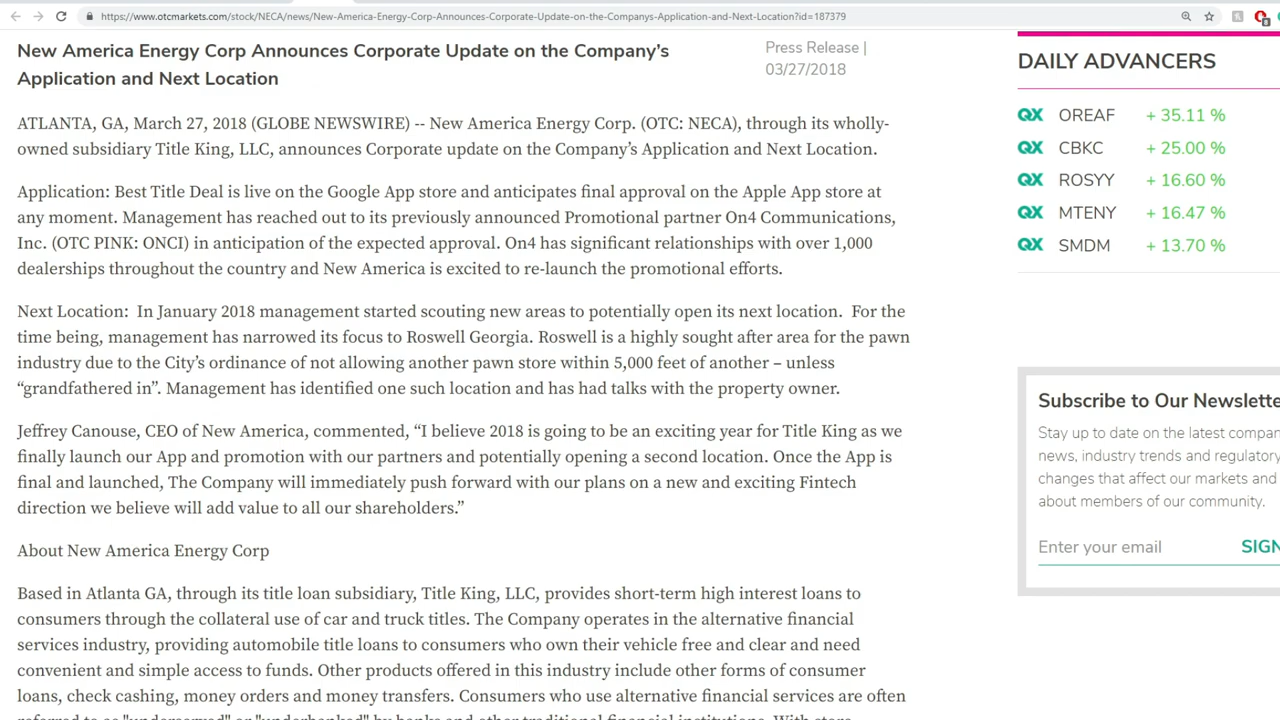 https://www.otcmarkets.com/stock/NECA/news/New-America-Energy-Corp-Announces-Corporate-Update-on-the-Companys-Application-and-Next-Location?id=187379
New America Energy Corp Announces Corporate Update on the Company’s
Application and Next Location
Press Release |
03/27/2018
ATLANTA, GA, March 27, 2018 (GLOBE NEWSWIRE) -- New America Energy Corp. (OTC: NECA), through its wholly-
owned subsidiary Title King, LLC, announces Corporate update on the Company’s Application and Next Location.
Application: Best Title Deal is live on the Google App store and anticipates final approval on the Apple App store at
any moment. Management has reached out to its previously announced Promotional partner On4 Communications,
Inc. (OTC PINK: ONCI) in anticipation of the expected approval. On4 has significant relationships with over 1,000
dealerships throughout the country and New America is excited to re-launch the promotional efforts.
Next Location:  In January 2018 management started scouting new areas to potentially open its next location.  For the
time being, management has narrowed its focus to Roswell Georgia. Roswell is a highly sought after area for the pawn
industry due to the City’s ordinance of not allowing another pawn store within 5,000 feet of another – unless
“grandfathered in”. Management has identified one such location and has had talks with the property owner.
Jeffrey Canouse, CEO of New America, commented, “I believe 2018 is going to be an exciting year for Title King as we
finally launch our App and promotion with our partners and potentially opening a second location. Once the App is
final and launched, The Company will immediately push forward with our plans on a new and exciting Fintech
direction we believe will add value to all our shareholders.”
About New America Energy Corp
Based in Atlanta GA, through its title loan subsidiary, Title King, LLC, provides short-term high interest loans to
consumers through the collateral use of car and truck titles. The Company operates in the alternative financial
services industry, providing automobile title loans to consumers who own their vehicle free and clear and need
convenient and simple access to funds. Other products offered in this industry include other forms of consumer
loans, check cashing, money orders and money transfers. Consumers who use alternative financial services are often
referred to as "underserved" or "underbanked" by banks and other traditional financial institutions. With store
DAILY ADVANCERS
QX OREAF + 35.11 %
QX CBKC + 25.00 %
QX ROSYY + 16.60 %
QX MTENY + 16.47 %
QX SMDM + 13.70 %
Subscribe to Our Newslette
Stay up to date on the latest compan
news, industry trends and regulatory
changes that affect our markets and
about members of our community.
Enter your email SIGN